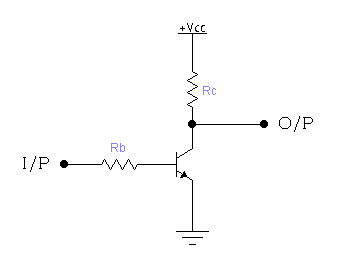 +Vcc
Rc
O/P
Rb
I/P